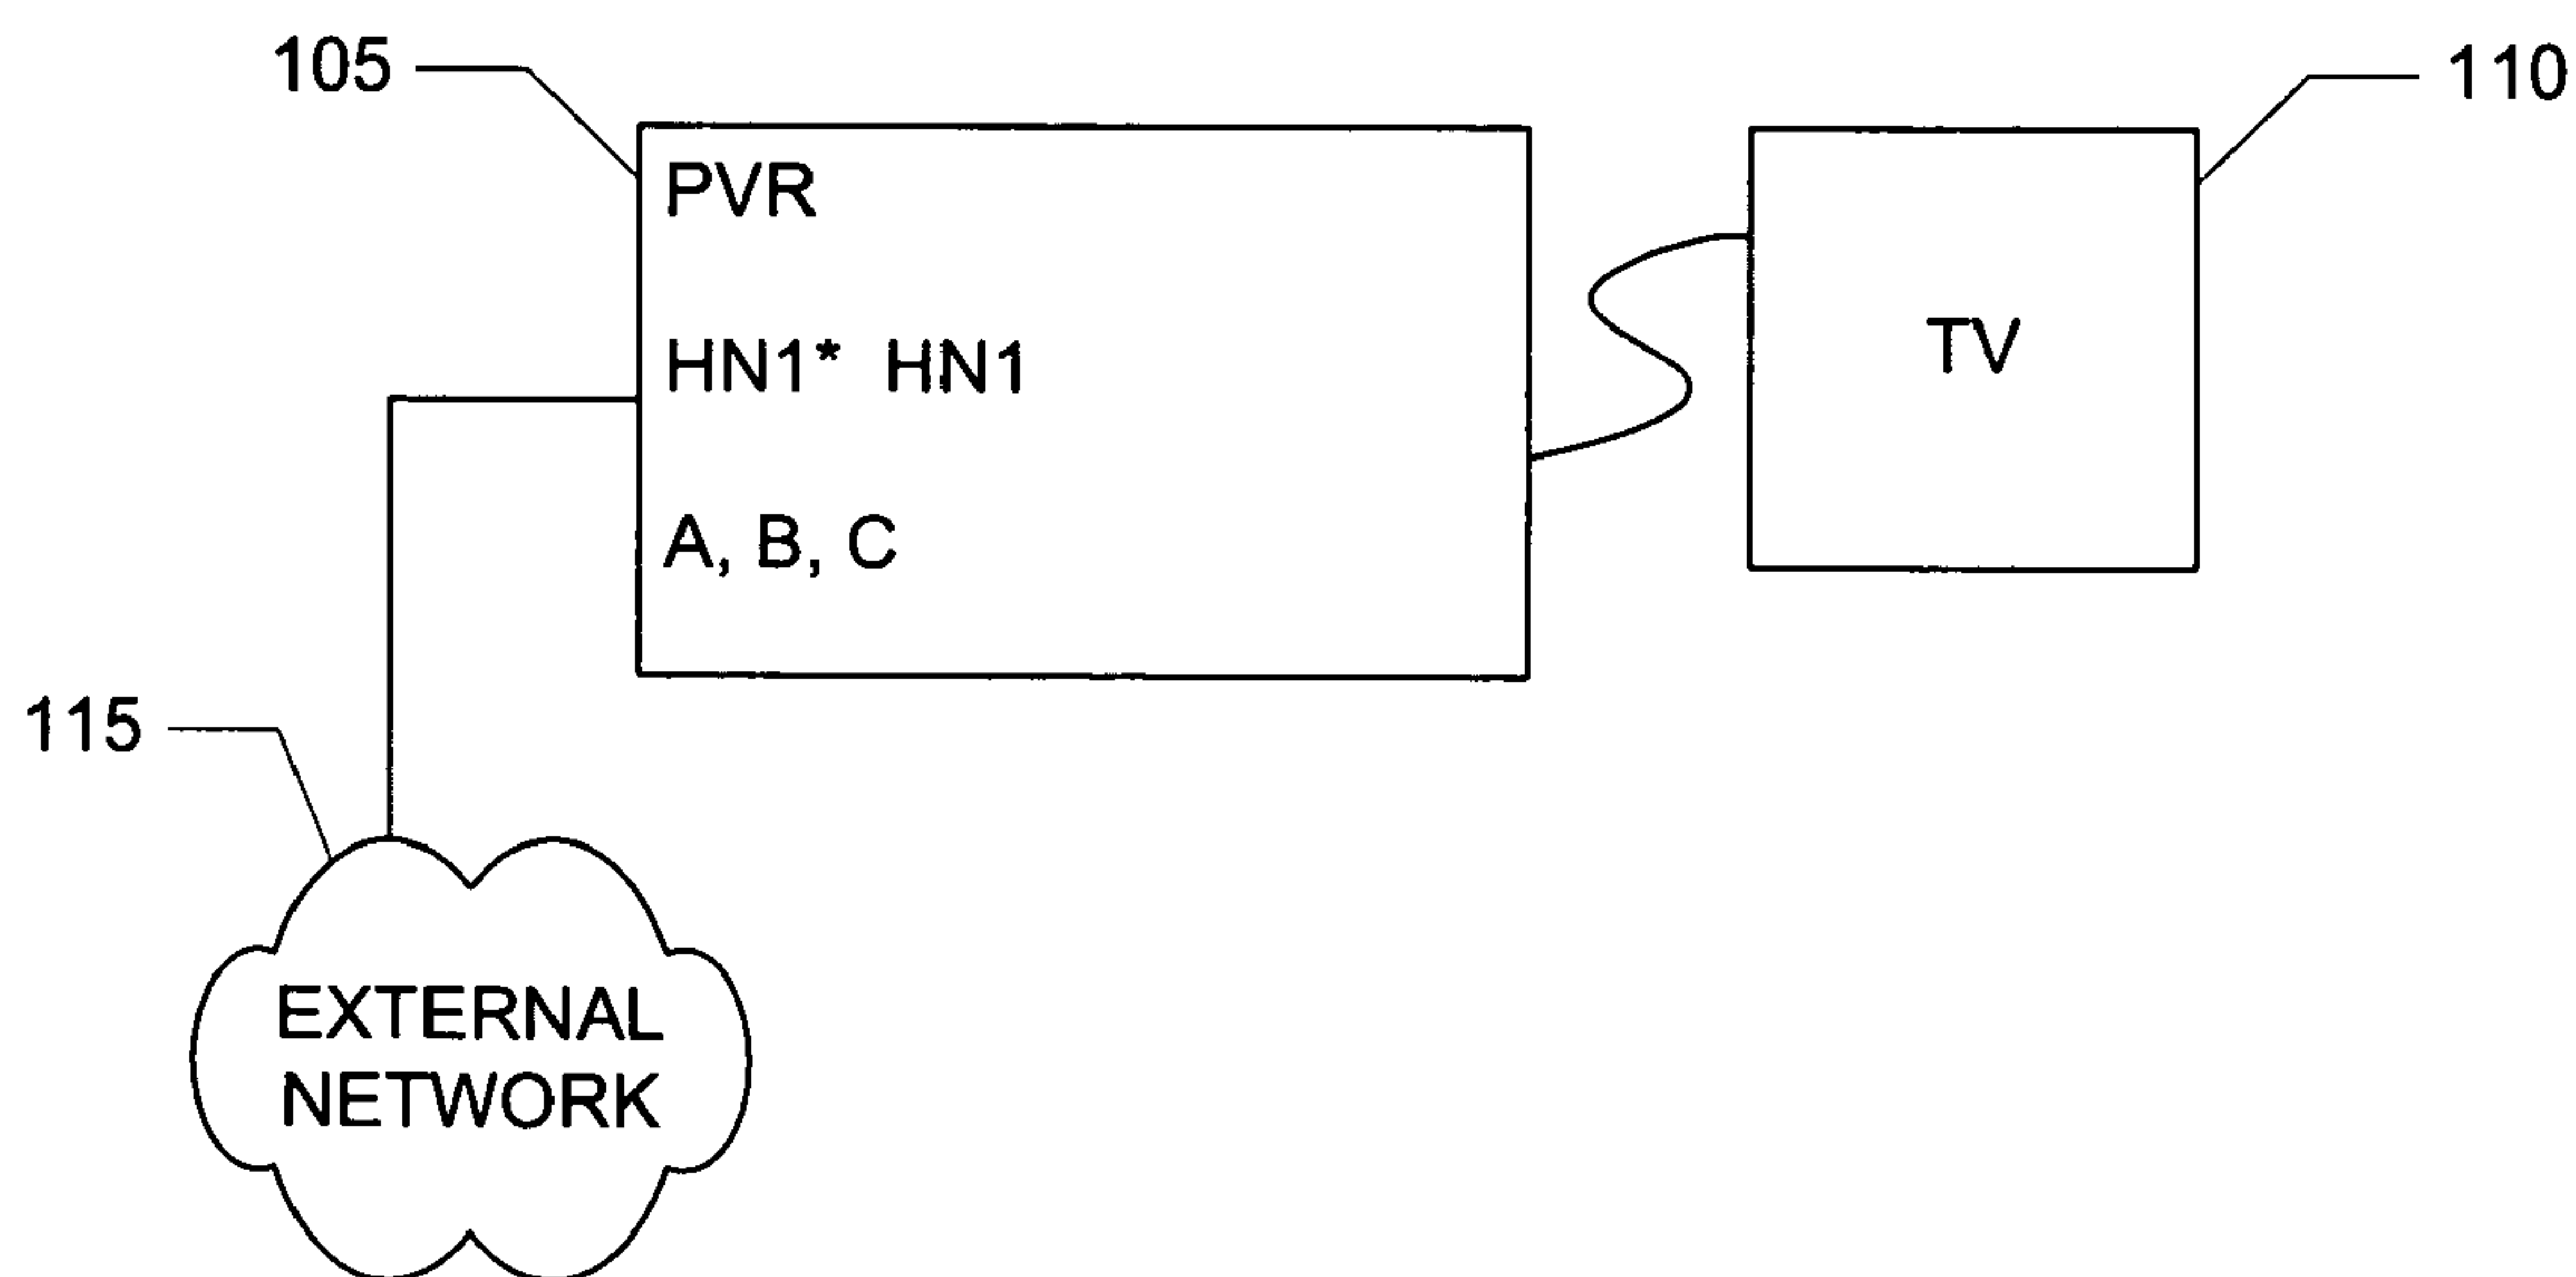 105
110
PVR
HN1* HN1
TV
A, B, C
115
EXTERNAL
NETWORK